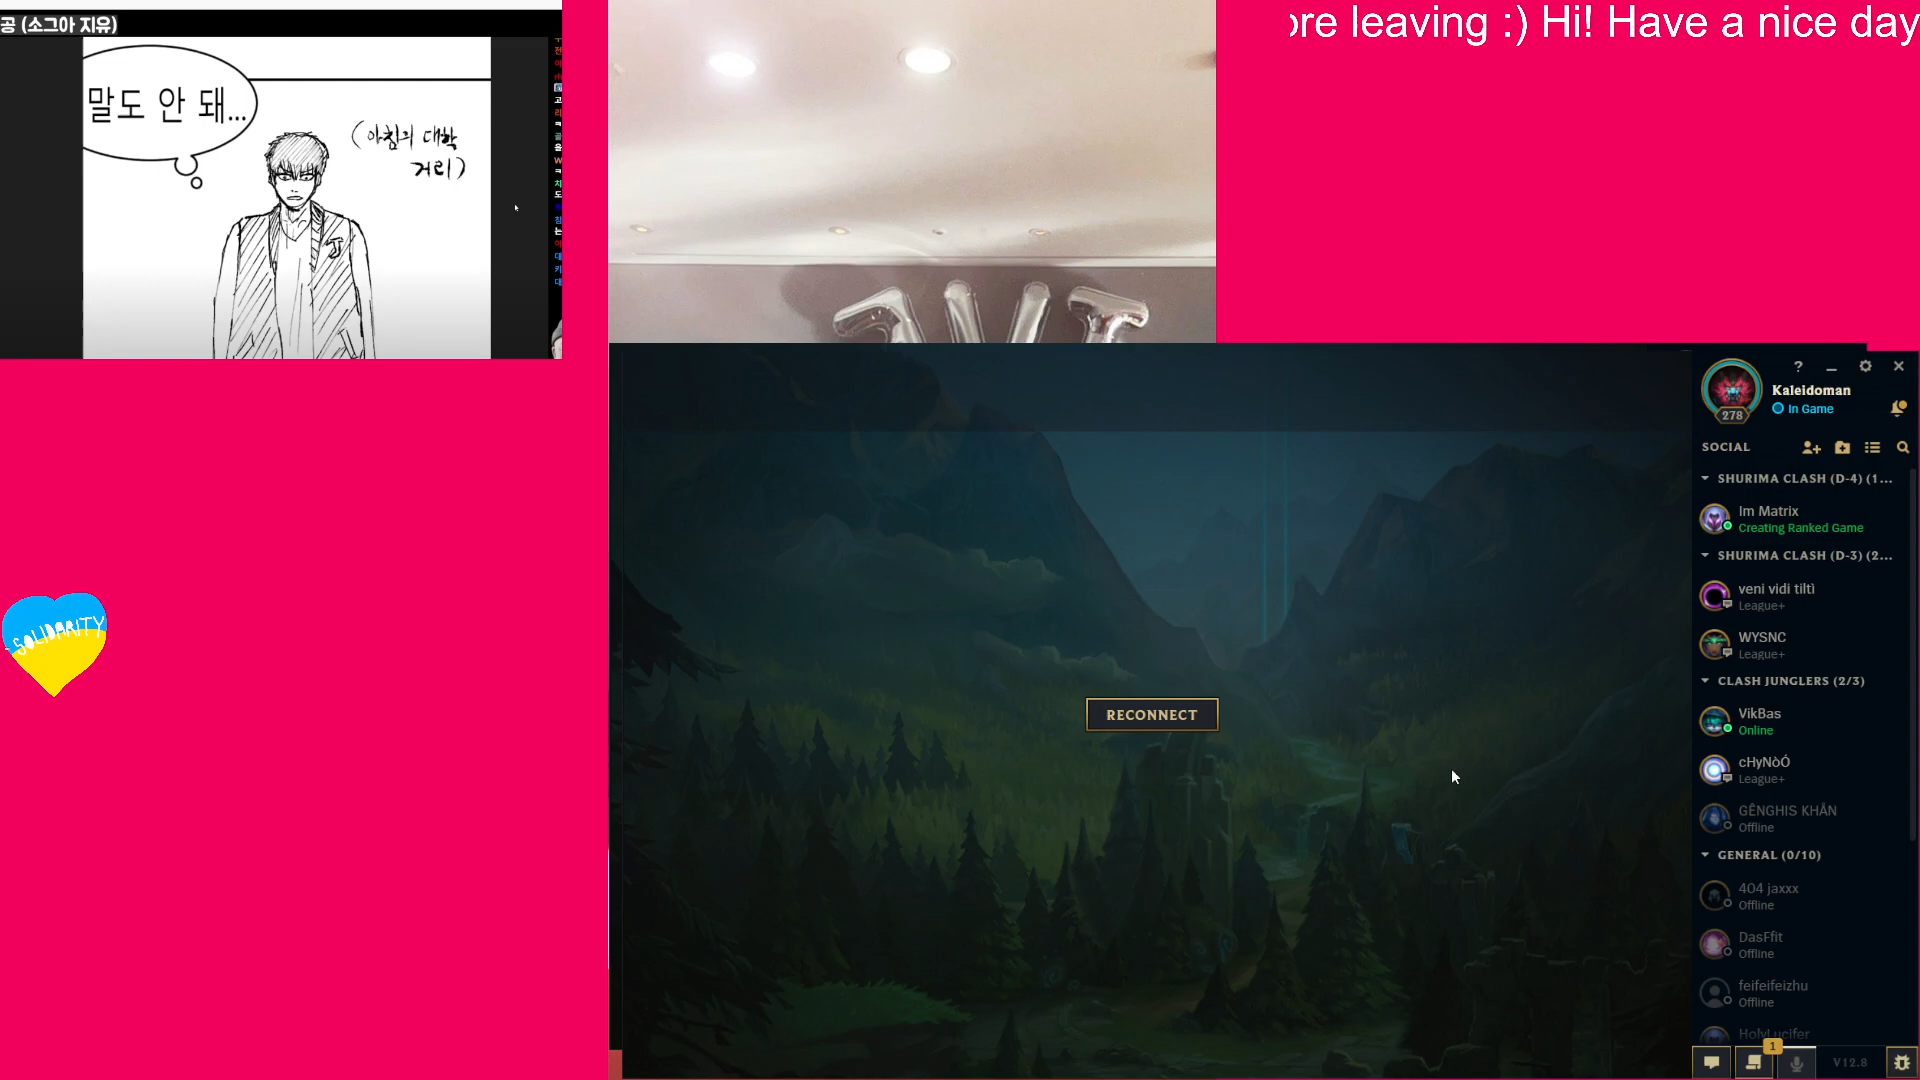 공 (소그아 지유)
말도 안 돼...
(아침의 대학
거리)
J
ore leaving :) Hi! Have a nice day
SOLIDARITY
Kaleidoman
278
In Game
SOCIAL
SHURIMA CLASH (D-4) (1...
Im Matrix
Creating Ranked Game
SHURIMA CLASH (D-3) (2...
veni vidi tiltì
League+
WYSNC
League+
CLASH JUNGLERS (2/3)
VikBas
Online
cHyNòÓ
League+
GÊNGHIS KHÂN
Offline
GENERAL (0/10)
404 jaxxx
Offline
DasFfit
Offline
feifeifeizhu
Offline
HolyLucifer
RECONNECT
1
V12.8